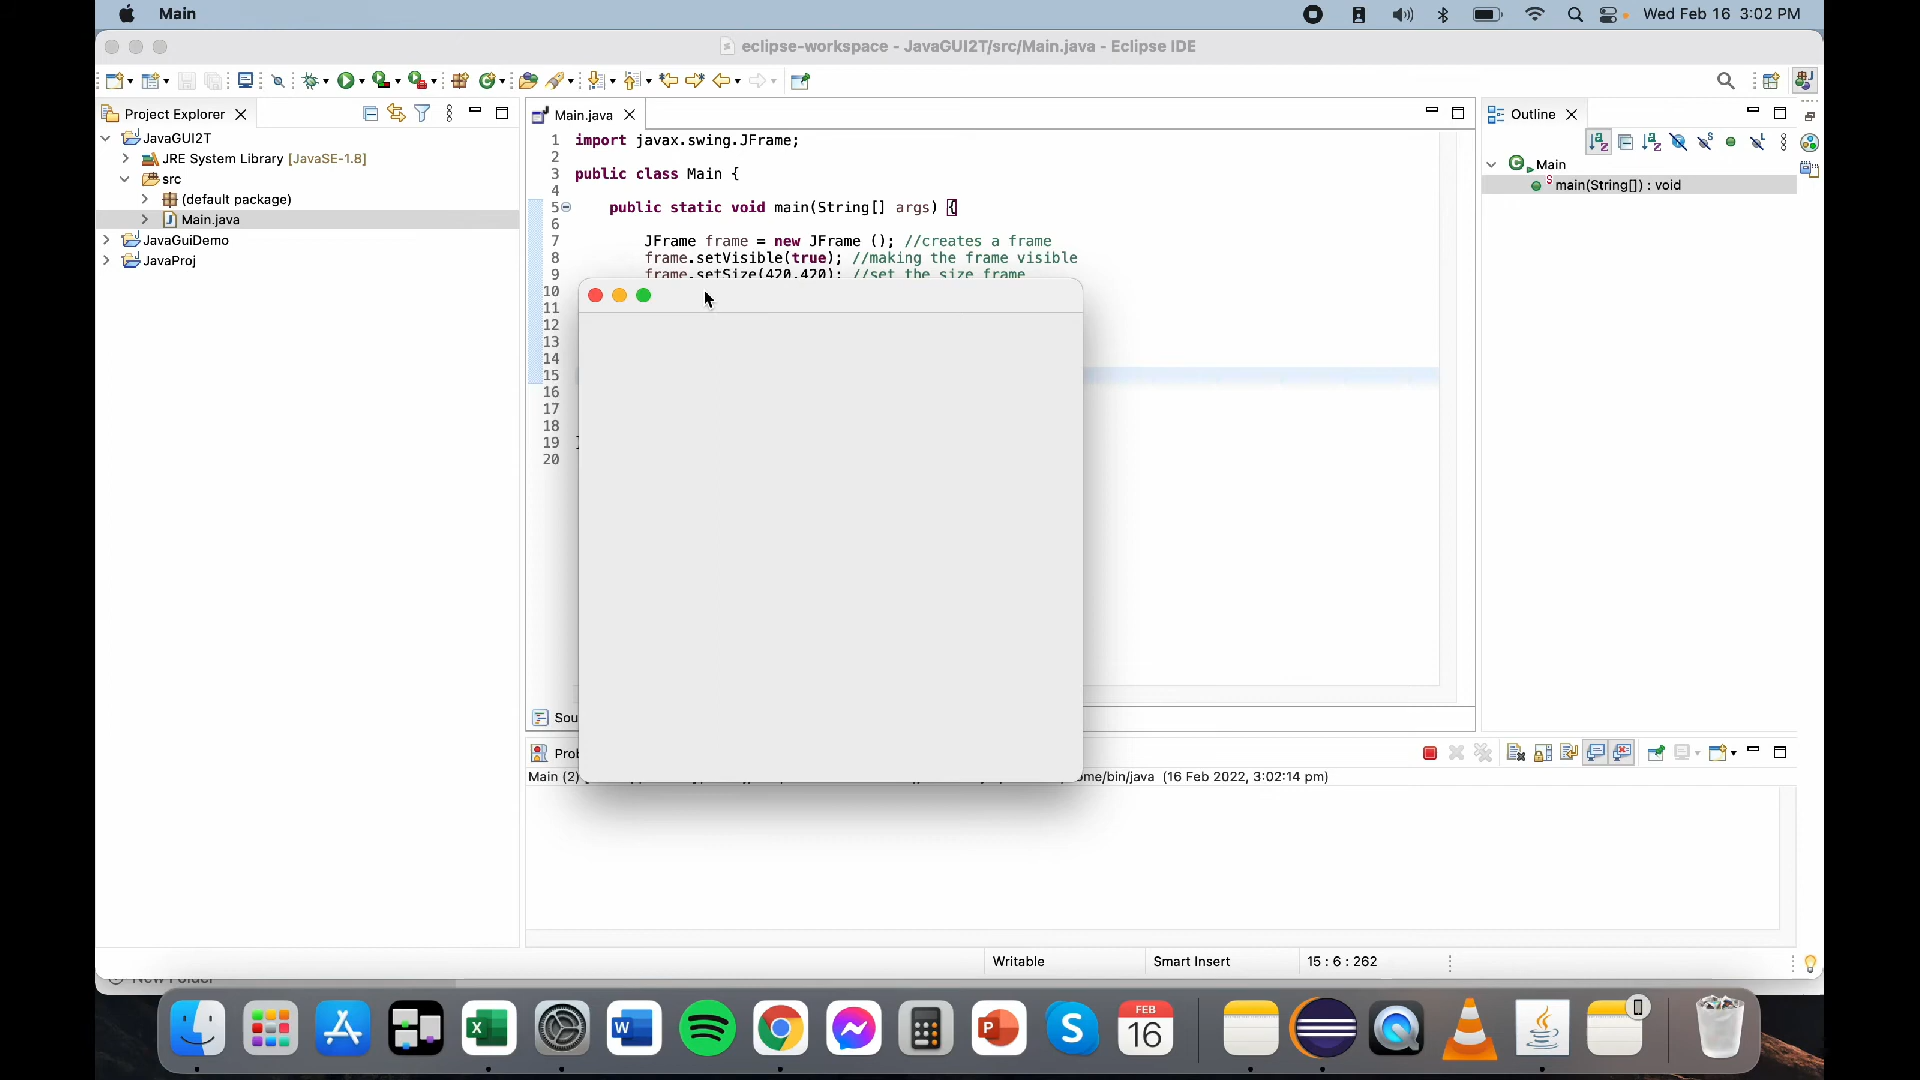 Main
Wed Feb 16 3:02 PM
eclipse-workspace - JavaGUI2T/src/Main.java - Eclipse IDE
Project Explorer
JavaGUI2T
JRE System Library [JavaSE-1.8]
src
(default package)
Main.java
JavaGuiDemo
JavaProj
Main.java
1 import javax.swing.JFrame;
2
3 public class Main {
4
5 public static void main(String[] args) {
6
7 JFrame frame = new JFrame (); //creates a frame
8 frame.setVisible(true); //making the frame visible
9 frame.setSize(420,420); //set the size frame
10
11
12
13
14
15
16
17
18
19 }
20
Outline
Main
main(String[]) : void
Sou
Prob
Main (2)
ome/bin/java (16 Feb 2022, 3:02:14 pm)
Writable
Smart Insert
15 : 6 : 262
New Folder
FEB
16